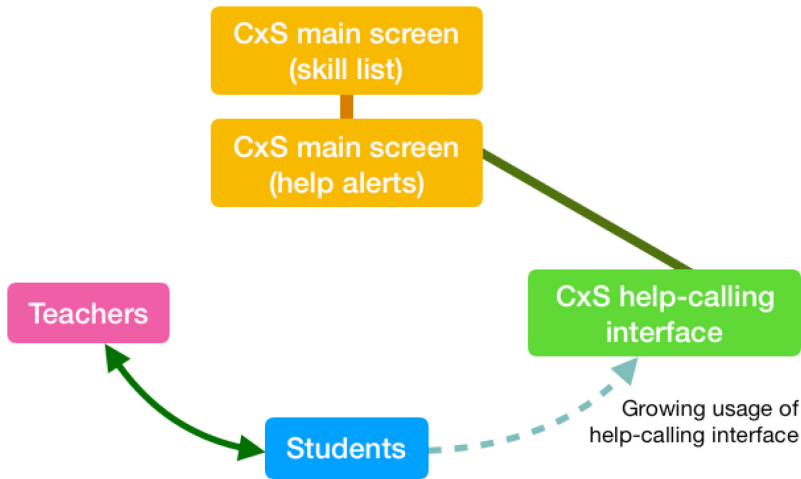 CxS main screen
(skill list)
CxS main screen
(help alerts)
Teachers
CxS help-calling
interface
Students
Growing usage of
help-calling interface